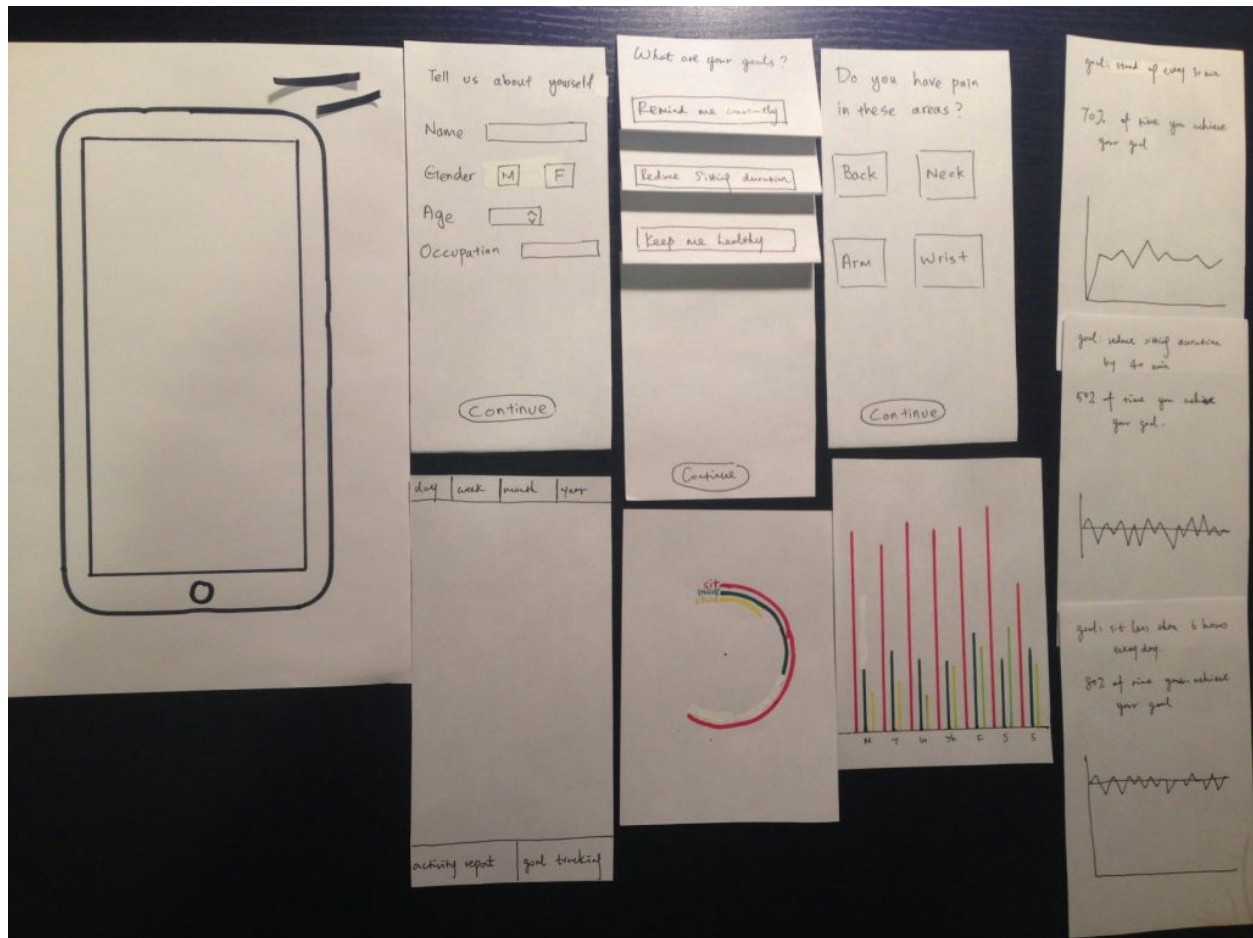 Tell us about yourself
Name
Gender M F
Age
Occupation
Continue
What are your goals?
Remind me constantly
Reduce Sitting duration
Keep me healthy
Continue
Do you have pain
in these areas?
Back Neck
Arm Wrist
Continue
goal: stand up every 30 min
70% of time you achieve
your goal
goal: reduce sitting duration
by 40 min
50% of time you achieve
your goal.
goal: sit less than 6 hours
everyday.
80% of time you achieve
your goal
day week month year
activity report goal tracking
sit
stand
M T W Th F S S